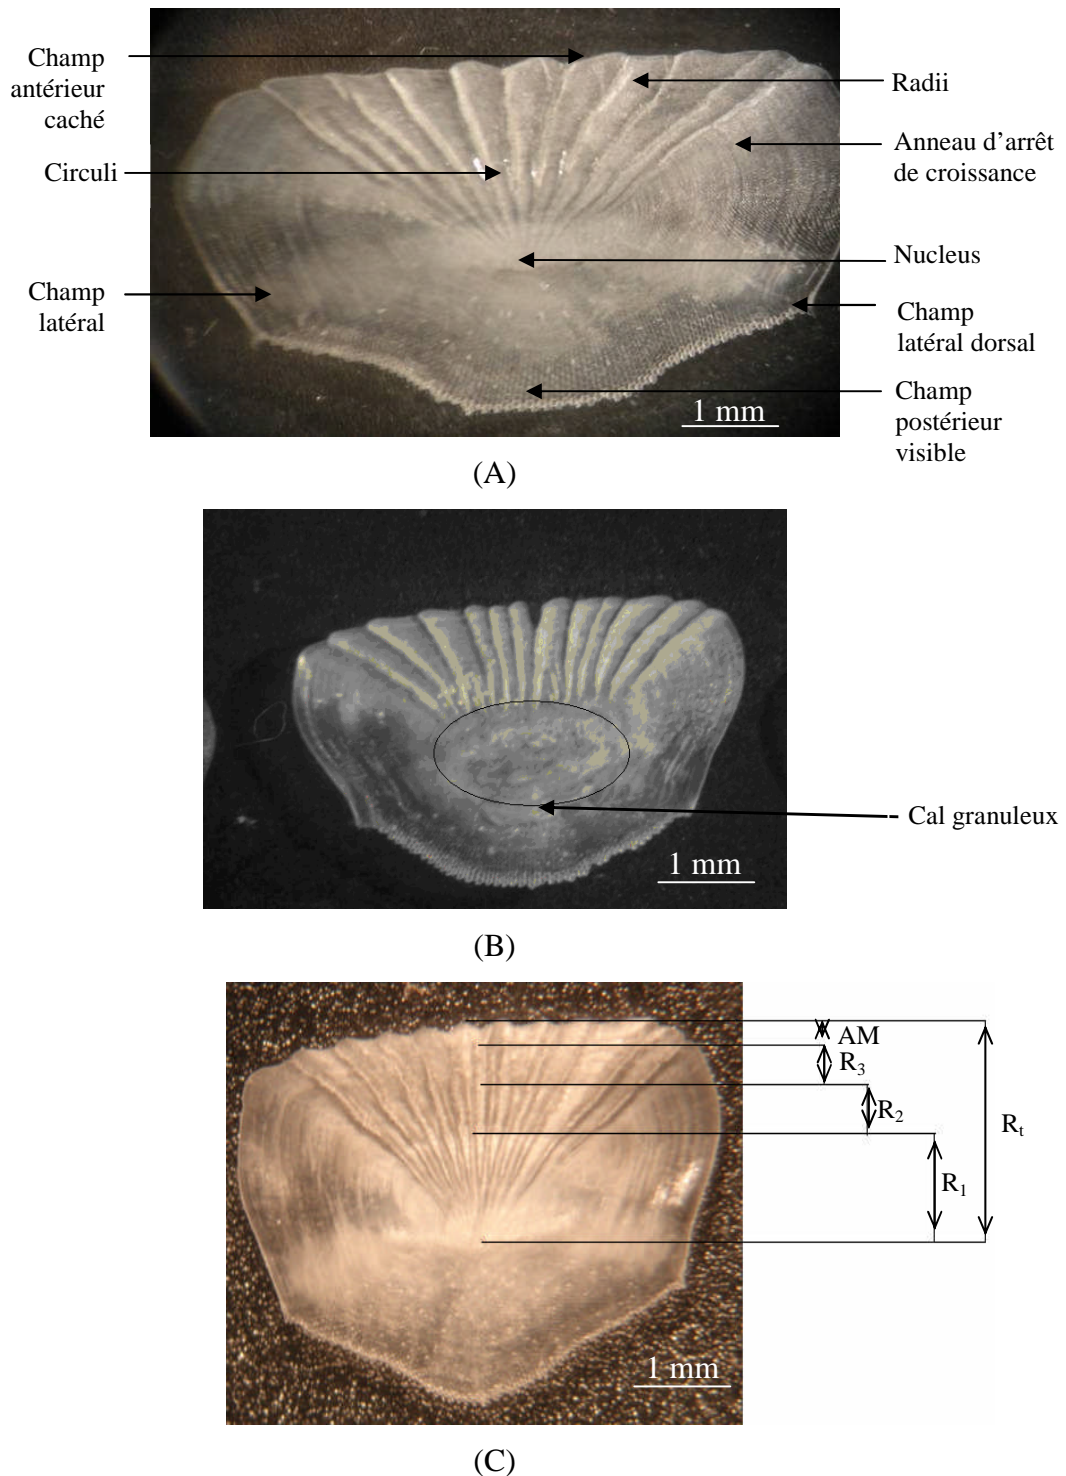 Champ
antérieur
caché
Circuli
Champ
latéral
Radii
Anneau d'arrêt
de croissance
Nucleus
Champ
latéral dorsal
Champ
postérieur
visible
1 mm
(A)
Cal granuleux
1 mm
(B)
AM
R3
R2
R1
Rt
1 mm
(C)